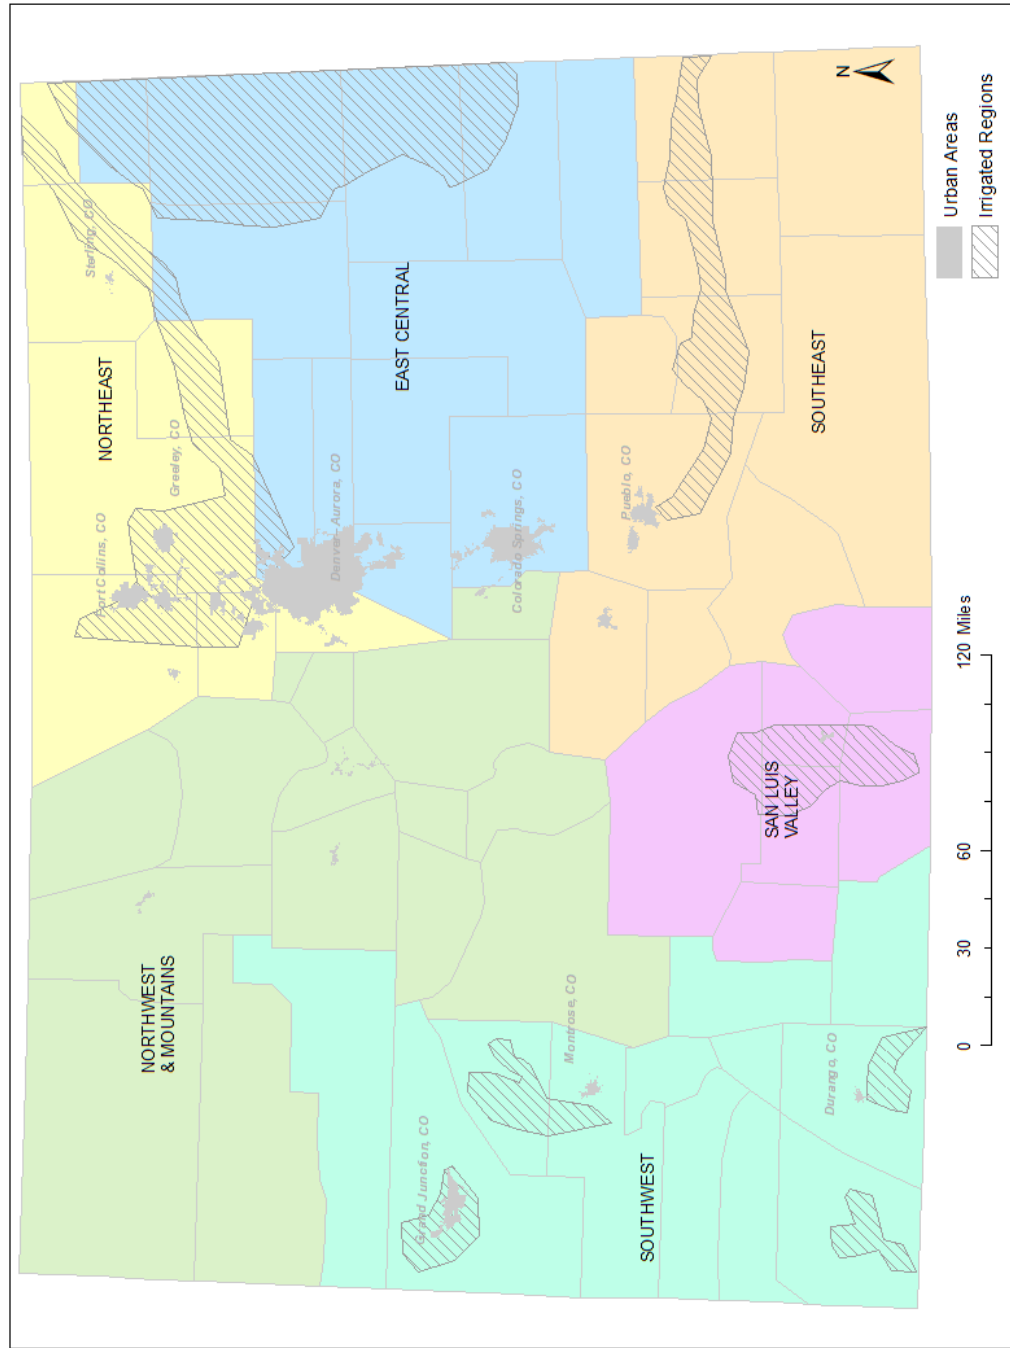 NORTHWEST
& MOUNTAINS
NORTHEAST
Sterling, CO
Fort Collins, CO
Greeley, CO
Denver--Aurora, CO
EAST CENTRAL
Grand Junction, CO
Colorado Springs, CO
Montrose, CO
Pueblo, CO
SOUTHWEST
SAN LUIS
VALLEY
SOUTHEAST
Durango, CO
N
0 30 60 120 Miles
Urban Areas
Irrigated Regions